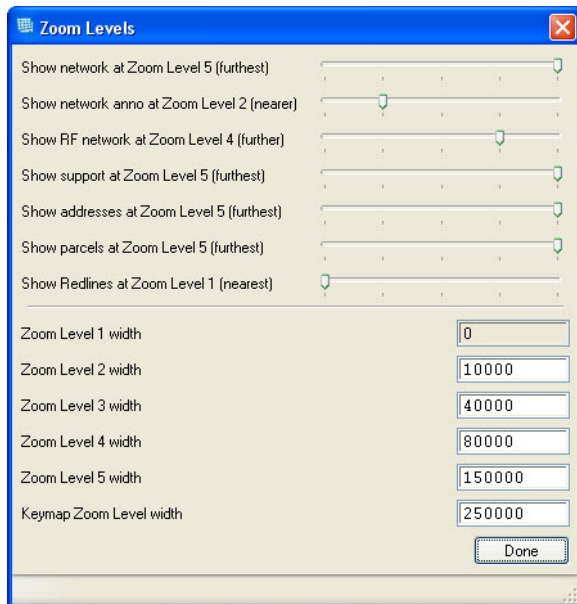 Zoom Levels
Show network at Zoom Level 5 (furthest)
Show network anno at Zoom Level 2 (nearer)
Show RF network at Zoom Level 4 (further)
Show support at Zoom Level 5 (furthest)
Show addresses at Zoom Level 5 (furthest)
Show parcels at Zoom Level 5 (furthest)
Show Redlines at Zoom Level 1 (nearest)
Zoom Level 1 width 0
Zoom Level 2 width 10000
Zoom Level 3 width 40000
Zoom Level 4 width 80000
Zoom Level 5 width 150000
Keymap Zoom Level width 250000
Done